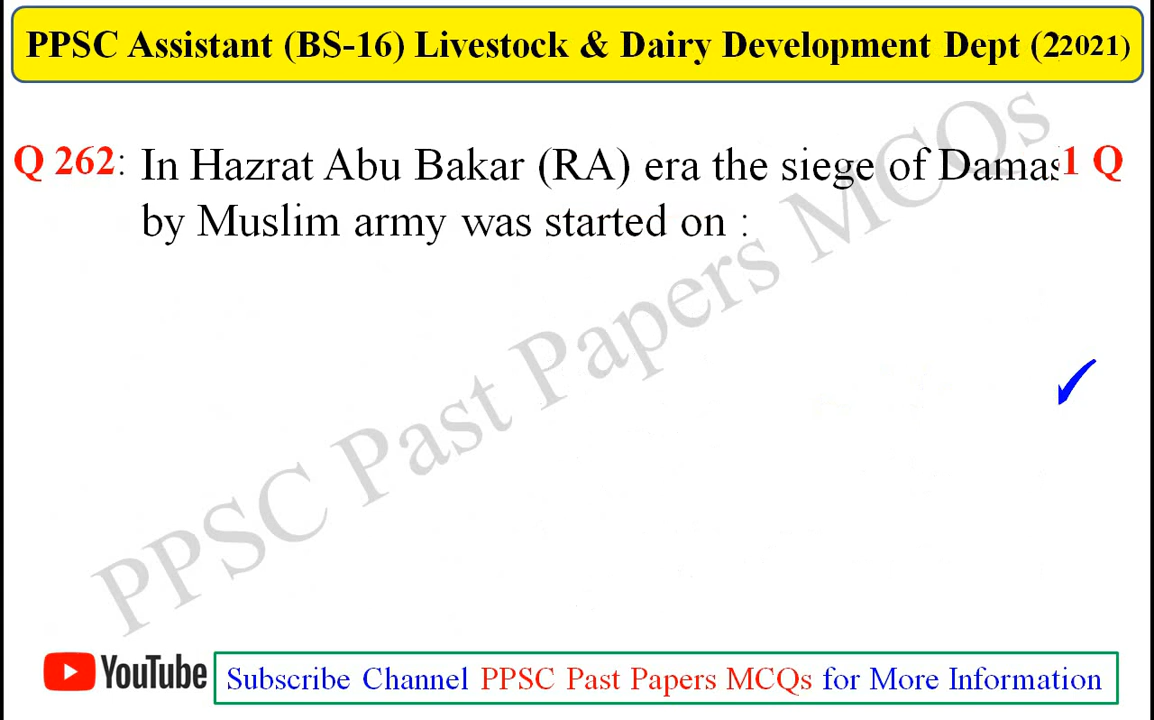 PPSC Assistant (BS-16) Livestock & Dairy Development Dept (22021)
Q 262: In Hazrat Abu Bakar (RA) era the siege of Damas1 Q
by Muslim army was started on :
PPSC Past Papers MCQs
YouTube
Subscribe Channel PPSC Past Papers MCQs for More Information